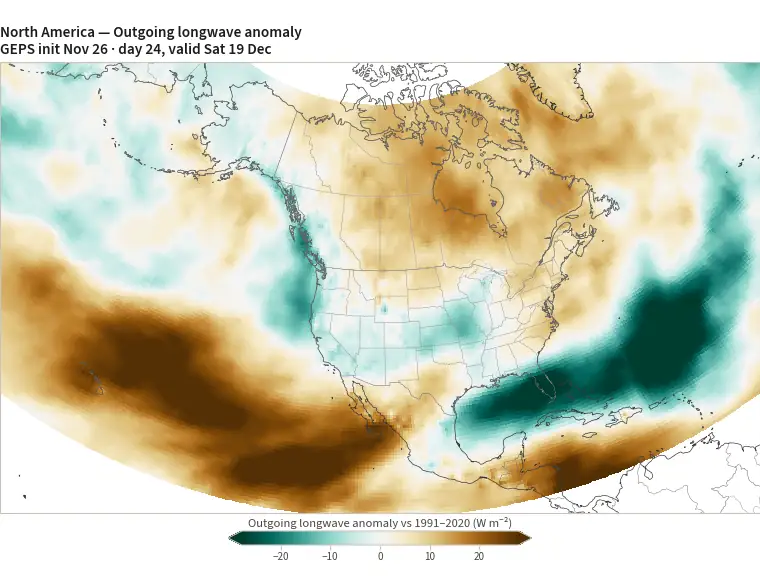 North America — Outgoing longwave anomaly
GEPS init Nov 26 · day 24, valid Sat 19 Dec
Outgoing longwave anomaly vs 1991–2020 (W m⁻²)
−20 −10 0 10 20